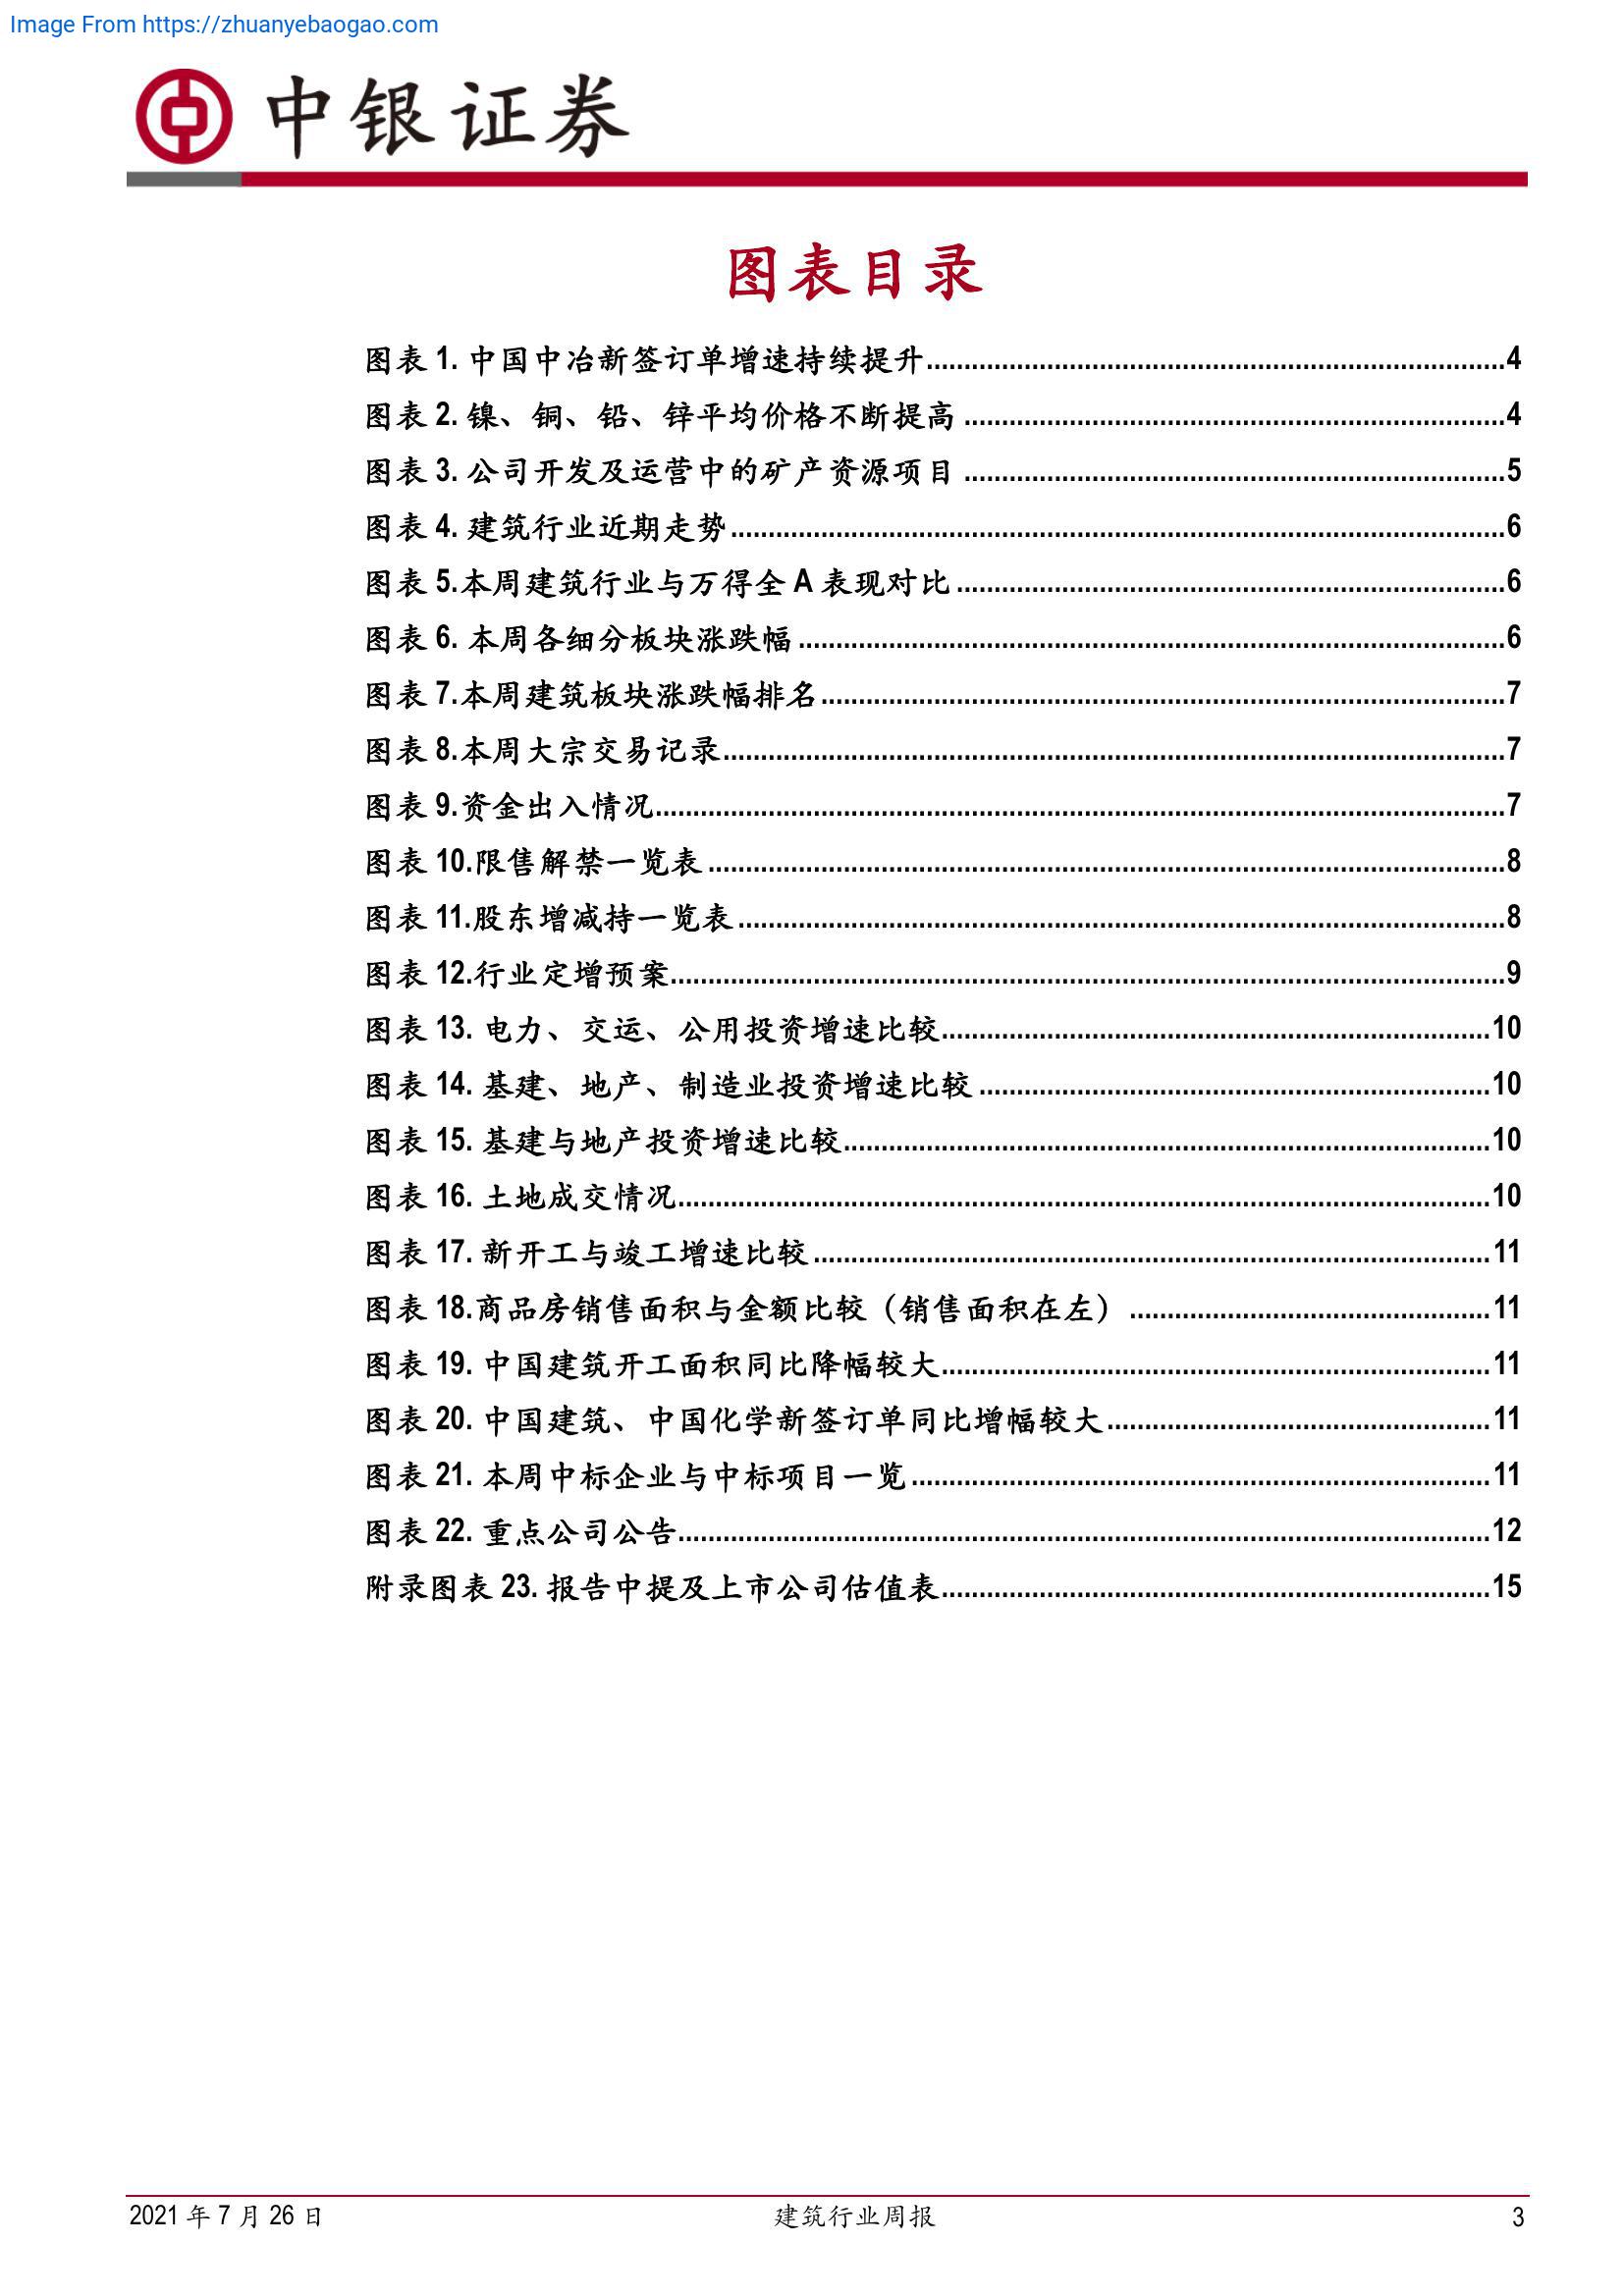 Image From https://zhuanyebaogao.com
中银证券
图表目录
图表 1. 中国中冶新签订单增速持续提升..........4
图表 2. 镍、铜、铅、锌平均价格不断提高..........4
图表 3. 公司开发及运营中的矿产资源项目..........5
图表 4. 建筑行业近期走势..........6
图表 5.本周建筑行业与万得全 A 表现对比..........6
图表 6. 本周各细分板块涨跌幅..........6
图表 7.本周建筑板块涨跌幅排名..........7
图表 8.本周大宗交易记录..........7
图表 9.资金出入情况..........7
图表 10.限售解禁一览表..........8
图表 11.股东增减持一览表..........8
图表 12.行业定增预案..........9
图表 13. 电力、交运、公用投资增速比较..........10
图表 14. 基建、地产、制造业投资增速比较..........10
图表 15. 基建与地产投资增速比较..........10
图表 16. 土地成交情况..........10
图表 17. 新开工与竣工增速比较..........11
图表 18.商品房销售面积与金额比较（销售面积在左）..........11
图表 19. 中国建筑开工面积同比降幅较大..........11
图表 20. 中国建筑、中国化学新签订单同比增幅较大..........11
图表 21. 本周中标企业与中标项目一览..........11
图表 22. 重点公司公告..........12
附录图表 23. 报告中提及上市公司估值表..........15
2021 年 7 月 26 日
建筑行业周报
3